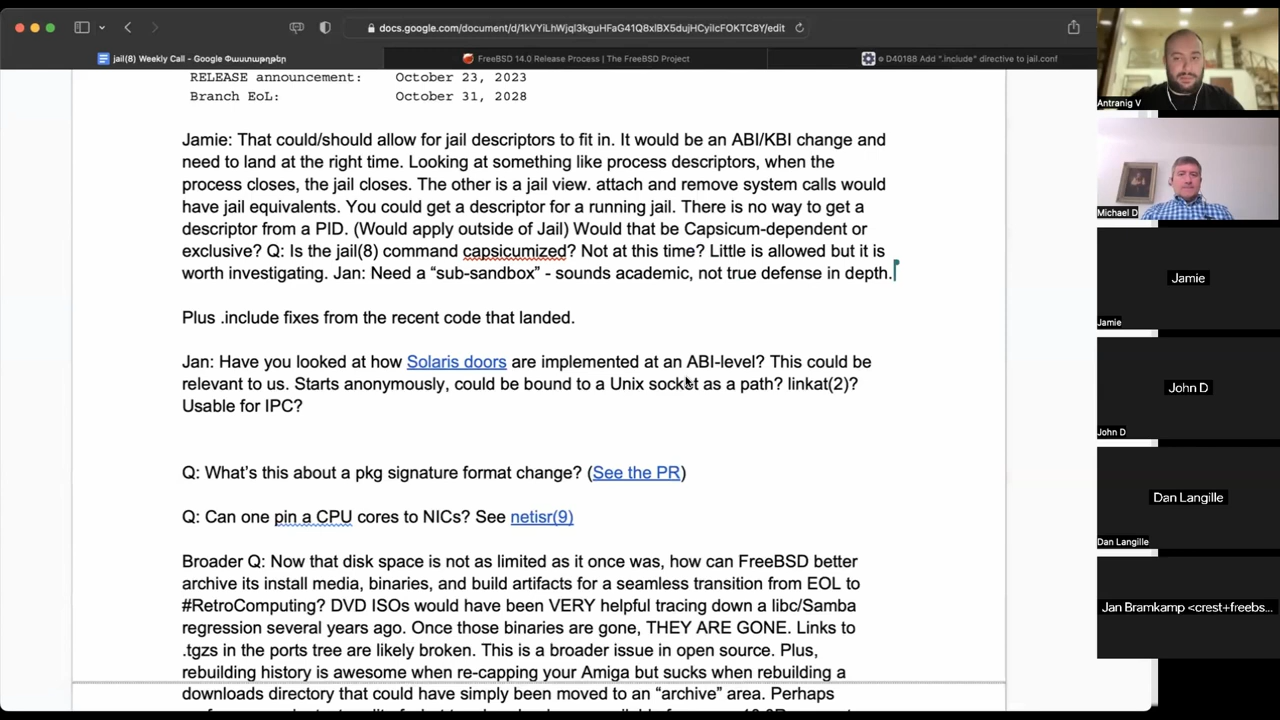 docs.google.com/document/d/1kVYiLhWjqI3kguHFaG41Q8xlBX5dujHCyilcFOKTC8Y/edit
jail(8) Weekly Call - Google Փաստաթղթեր
FreeBSD 14.0 Release Process | The FreeBSD Project
D40188 Add ".include" directive to jail.conf
RELEASE announcement: October 23, 2023
Branch EoL: October 31, 2028
Jamie: That could/should allow for jail descriptors to fit in. It would be an ABI/KBI change and
need to land at the right time. Looking at something like process descriptors, when the
process closes, the jail closes. The other is a jail view. attach and remove system calls would
have jail equivalents. You could get a descriptor for a running jail. There is no way to get a
descriptor from a PID. (Would apply outside of Jail) Would that be Capsicum-dependent or
exclusive? Q: Is the jail(8) command capsicumized? Not at this time? Little is allowed but it is
worth investigating. Jan: Need a “sub-sandbox” - sounds academic, not true defense in depth.
Plus .include fixes from the recent code that landed.
Jan: Have you looked at how Solaris doors are implemented at an ABI-level? This could be
relevant to us. Starts anonymously, could be bound to a Unix socket as a path? linkat(2)?
Usable for IPC?
Q: What’s this about a pkg signature format change? (See the PR)
Q: Can one pin a CPU cores to NICs? See netisr(9)
Broader Q: Now that disk space is not as limited as it once was, how can FreeBSD better
archive its install media, binaries, and build artifacts for a seamless transition from EOL to
#RetroComputing? DVD ISOs would have been VERY helpful tracing down a libc/Samba
regression several years ago. Once those binaries are gone, THEY ARE GONE. Links to
.tgzs in the ports tree are likely broken. This is a broader issue in open source. Plus,
rebuilding history is awesome when re-capping your Amiga but sucks when rebuilding a
downloads directory that could have simply been moved to an “archive” area. Perhaps
Antranig V
Michael D
Jamie
Jamie
John D
John D
Dan Langille
Dan Langille
Jan Bramkamp <crest+freebs...